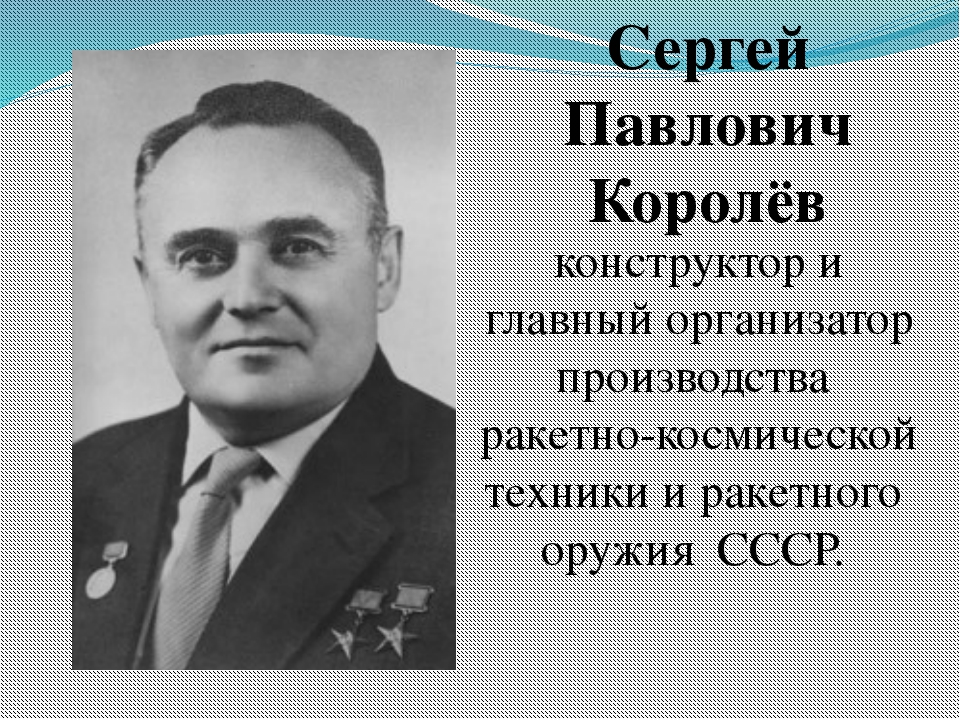 Сергей
Павлович
Королёв
конструктор и
главный организатор
производства
ракетно-космической
техники и ракетного
оружия СССР.